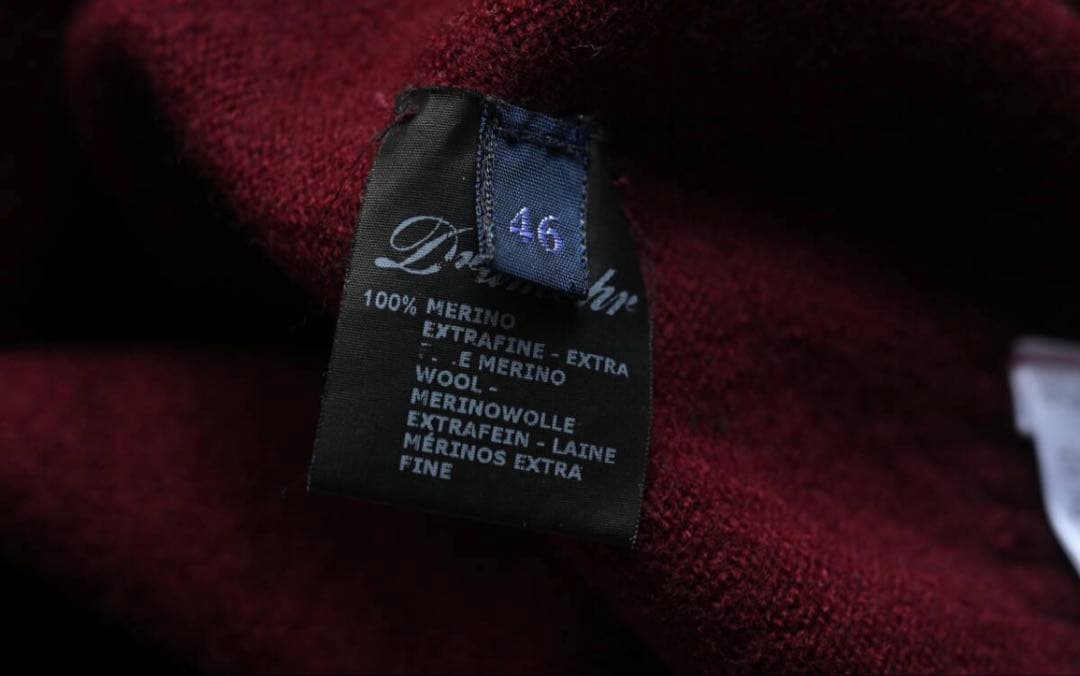 46
100% MERINO
EXTRAFINE - EXTRA
E MERINO
WOOL -
MERINOWOLLE
EXTRAFEIN - LAINE
MÉRINOS EXTRA
FINE